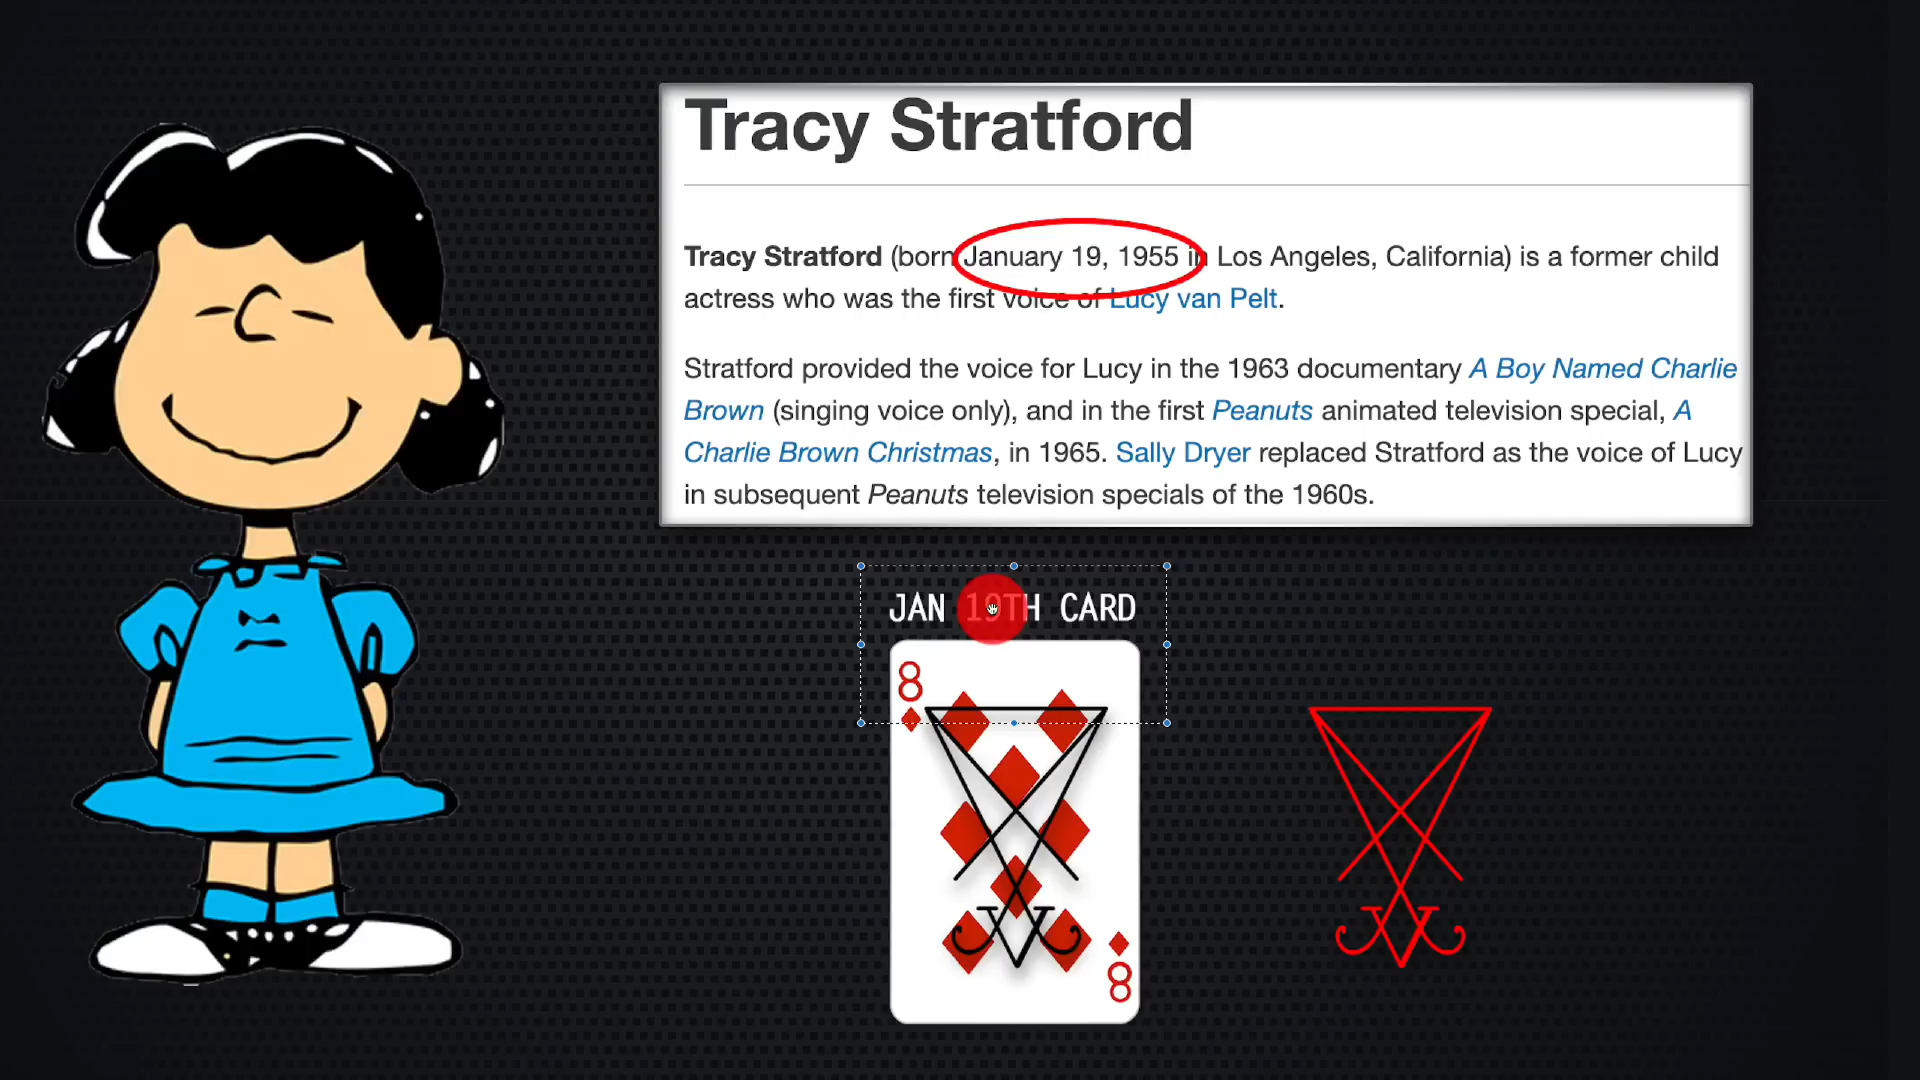 Tracy Stratford
Tracy Stratford (born January 19, 1955 in Los Angeles, California) is a former child
actress who was the first voice of Lucy van Pelt.
Stratford provided the voice for Lucy in the 1963 documentary A Boy Named Charlie
Brown (singing voice only), and in the first Peanuts animated television special, A
Charlie Brown Christmas, in 1965. Sally Dryer replaced Stratford as the voice of Lucy
in subsequent Peanuts television specials of the 1960s.
JAN 19TH CARD
8
8